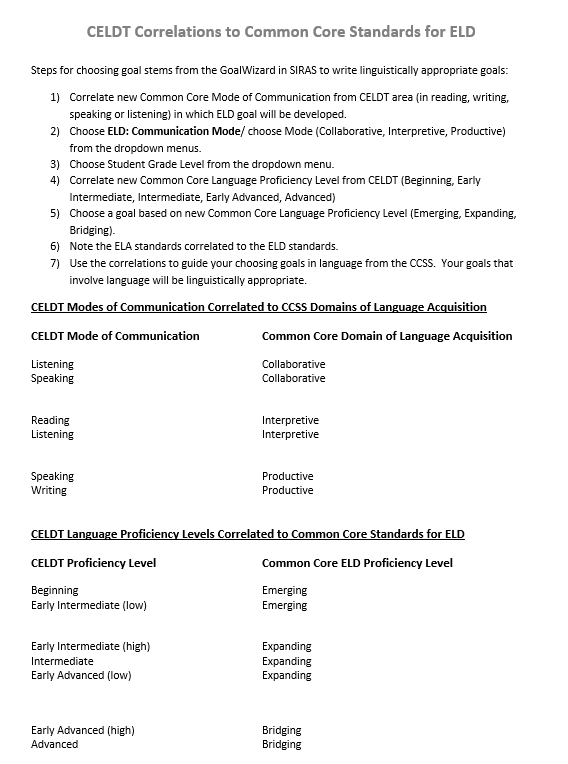 CELDT Correlations to Common Core Standards for ELD
Steps for choosing goal stems from the GoalWizard in SIRAS to write linguistically appropriate goals:
1) Correlate new Common Core Mode of Communication from CELDT area (in reading, writing,
speaking or listening) in which ELD goal will be developed.
2) Choose ELD: Communication Mode/ choose Mode (Collaborative, Interpretive, Productive)
from the dropdown menus.
3) Choose Student Grade Level from the dropdown menu.
4) Correlate new Common Core Language Proficiency Level from CELDT (Beginning, Early
Intermediate, Intermediate, Early Advanced, Advanced)
5) Choose a goal based on new Common Core Language Proficiency Level (Emerging, Expanding,
Bridging).
6) Note the ELA standards correlated to the ELD standards.
7) Use the correlations to guide your choosing goals in language from the CCSS. Your goals that
involve language will be linguistically appropriate.
CELDT Modes of Communication Correlated to CCSS Domains of Language Acquisition
CELDT Mode of Communication Common Core Domain of Language Acquisition
Listening Collaborative
Speaking Collaborative
Reading Interpretive
Listening Interpretive
Speaking Productive
Writing Productive
CELDT Language Proficiency Levels Correlated to Common Core Standards for ELD
CELDT Proficiency Level Common Core ELD Proficiency Level
Beginning Emerging
Early Intermediate (low) Emerging
Early Intermediate (high) Expanding
Intermediate Expanding
Early Advanced (low) Expanding
Early Advanced (high) Bridging
Advanced Bridging